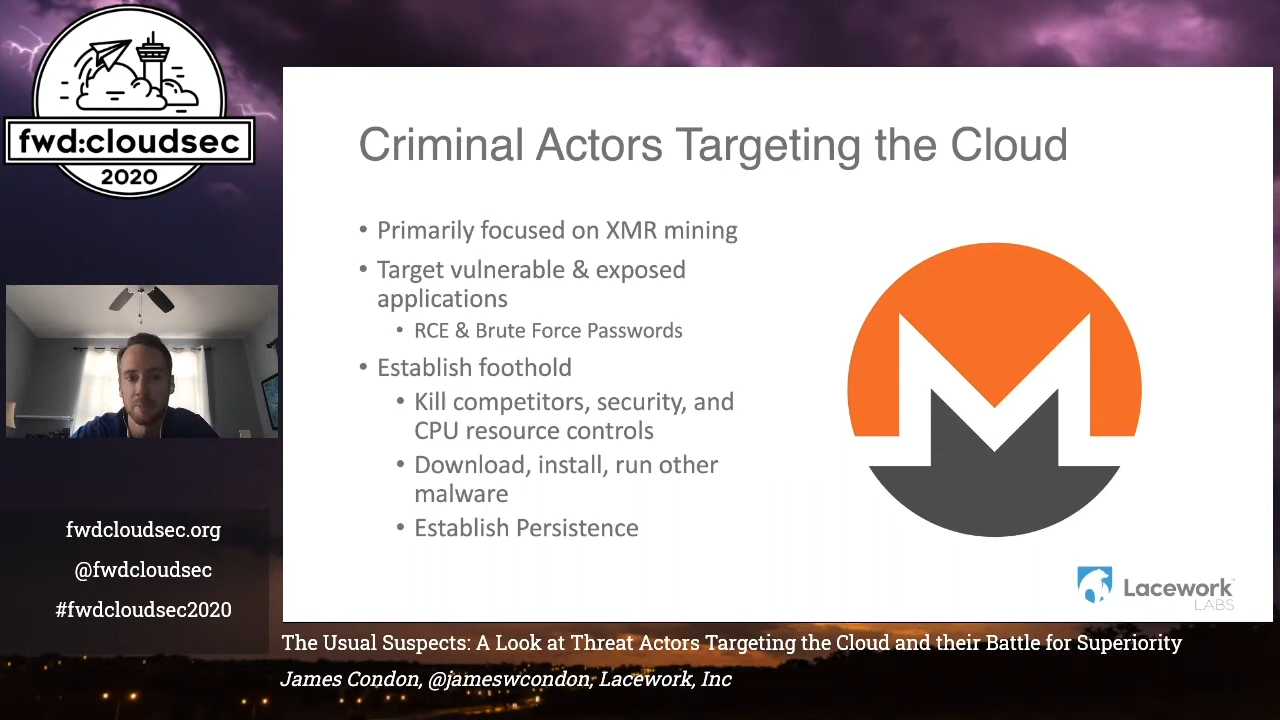 fwd:cloudsec
2020
Criminal Actors Targeting the Cloud
• Primarily focused on XMR mining
• Target vulnerable & exposed
applications
• RCE & Brute Force Passwords
• Establish foothold
• Kill competitors, security, and
CPU resource controls
• Download, install, run other
malware
• Establish Persistence
Lacework
LABS
fwdcloudsec.org
@fwdcloudsec
#fwdcloudsec2020
The Usual Suspects: A Look at Threat Actors Targeting the Cloud and their Battle for Superiority
James Condon, @jameswcondon, Lacework, Inc